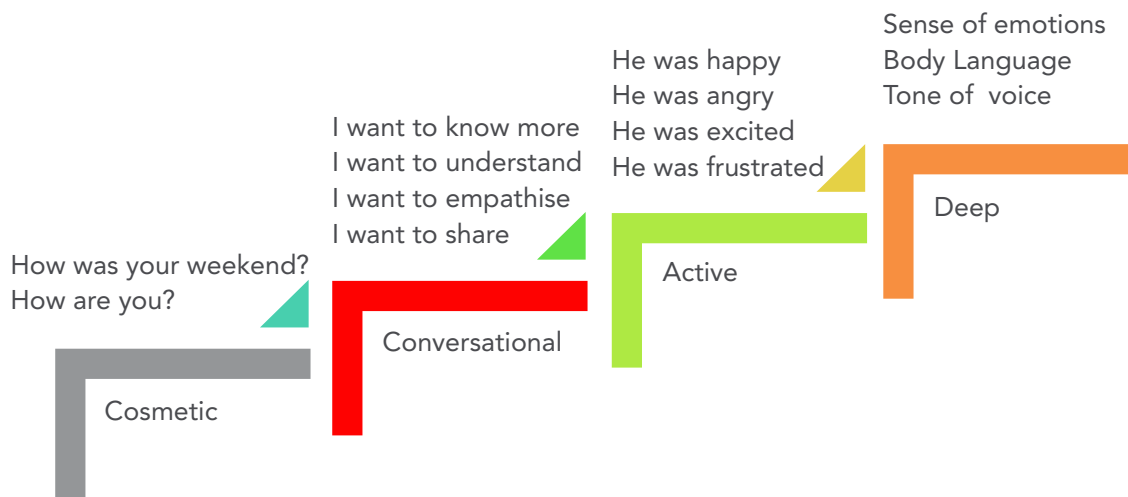 How was your weekend?
How are you?
Cosmetic
I want to know more
I want to understand
I want to empathise
I want to share
Conversational
He was happy
He was angry
He was excited
He was frustrated
Active
Sense of emotions
Body Language
Tone of voice
Deep